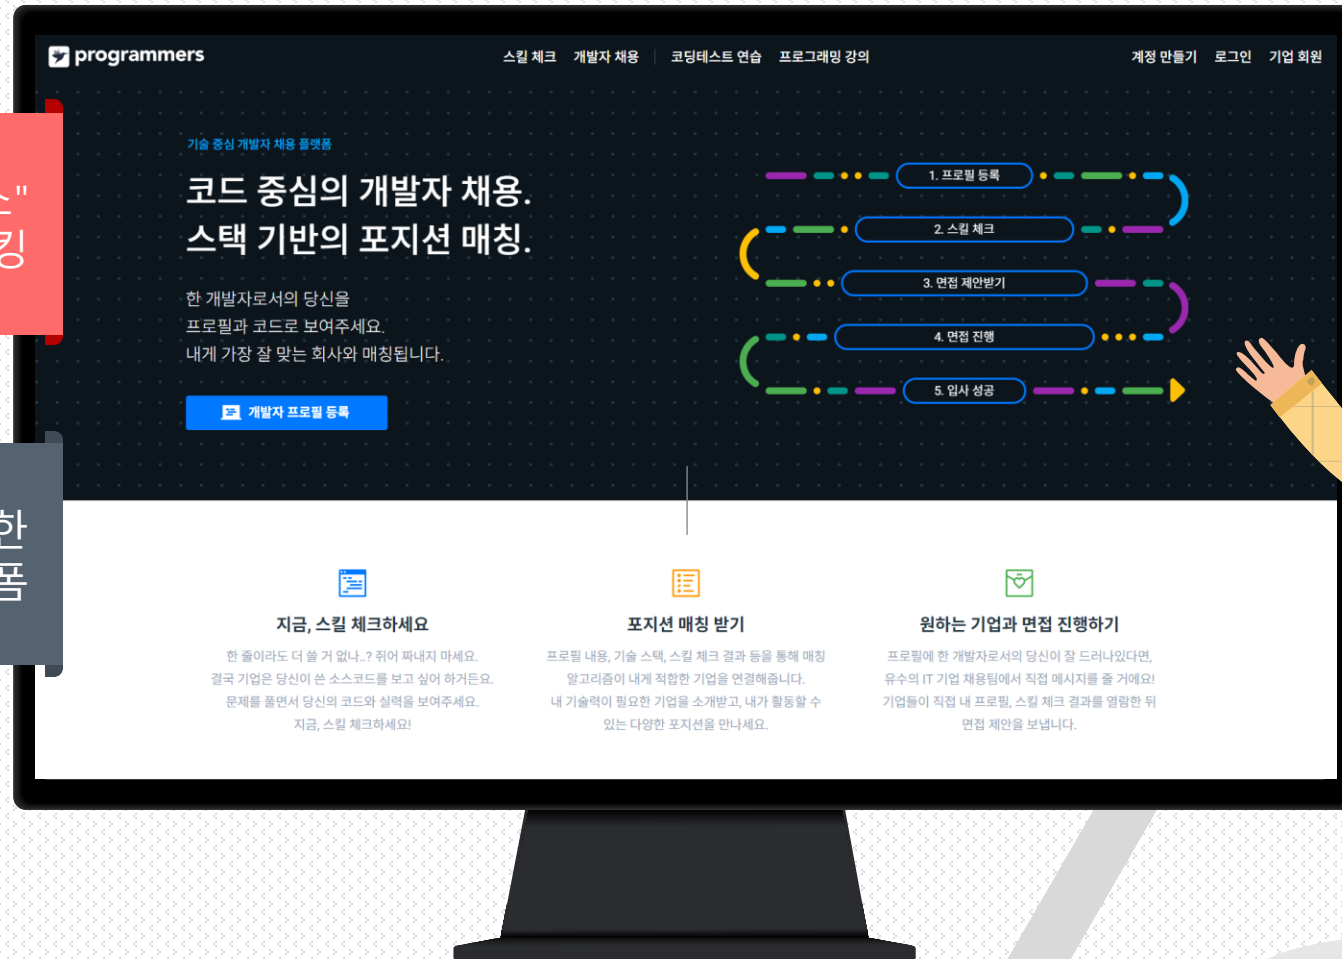 programmers
스킬 체크 개발자 채용 코딩테스트 연습 프로그래밍 강의
계정 만들기 로그인 기업 회원
기술 중심 개발자 채용 플랫폼
코드 중심의 개발자 채용.
스택 기반의 포지션 매칭.
한 개발자로서의 당신을
프로필과 코드로 보여주세요.
내게 가장 잘 맞는 회사와 매칭됩니다.
개발자 프로필 등록
1. 프로필 등록
2. 스킬 체크
3. 면접 제안받기
4. 면접 진행
5. 입사 성공
킹
한
폼
지금, 스킬 체크하세요
한 줄이라도 더 쓸 거 없나..? 쥐어 짜내지 마세요.
결국 기업은 당신이 쓴 소스코드를 보고 싶어 하거든요.
문제를 풀면서 당신의 코드와 실력을 보여주세요.
지금, 스킬 체크하세요!
포지션 매칭 받기
프로필 내용, 기술 스택, 스킬 체크 결과 등을 통해 매칭
알고리즘이 내게 적합한 기업을 연결해줍니다.
내 기술력이 필요한 기업을 소개받고, 내가 활동할 수
있는 다양한 포지션을 만나세요.
원하는 기업과 면접 진행하기
프로필에 한 개발자로서의 당신이 잘 드러나있다면,
유수의 IT 기업 채용팀에서 직접 메시지를 줄 거에요!
기업들이 직접 내 프로필, 스킬 체크 결과를 열람한 뒤
면접 제안을 보냅니다.